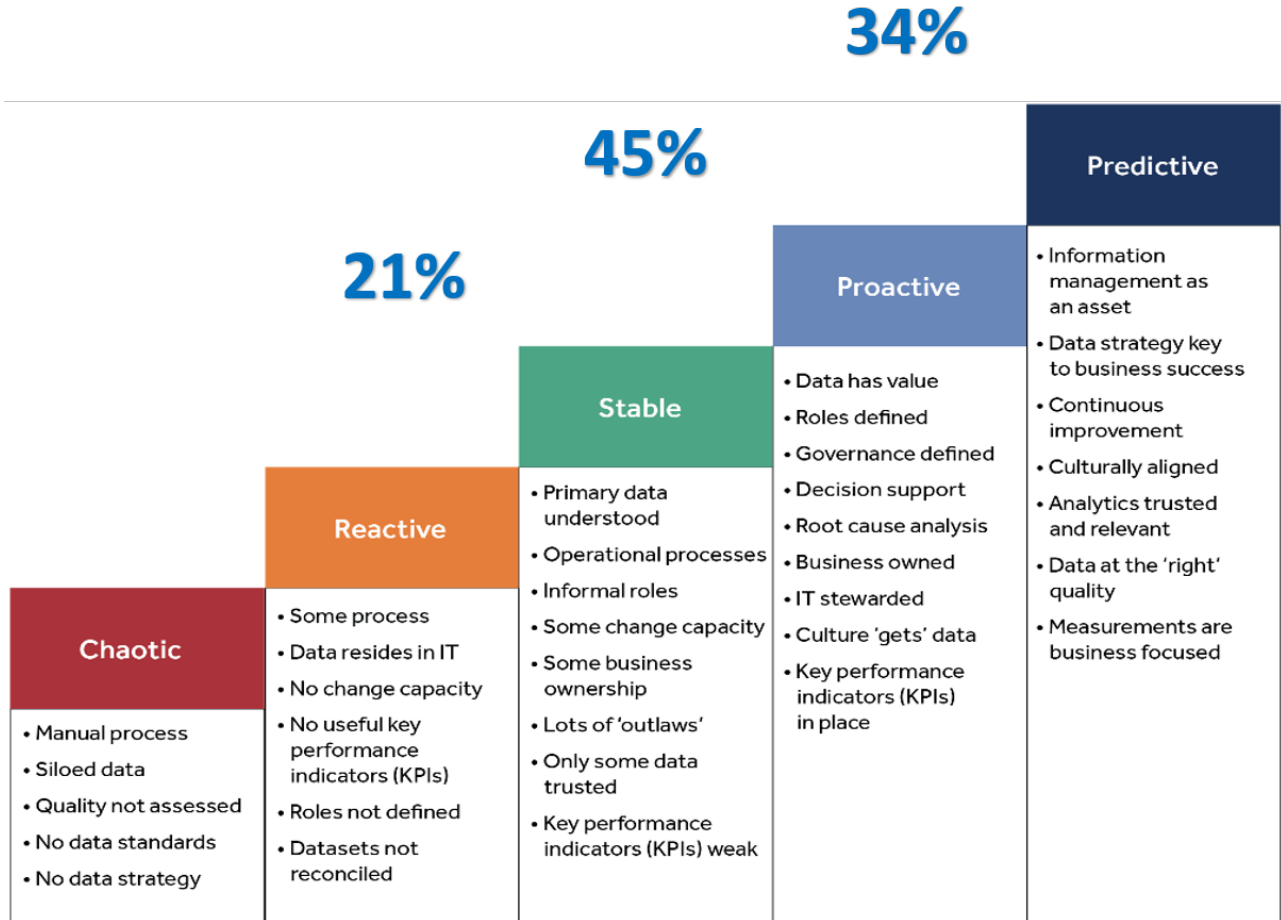 34%
45%
21%
Chaotic
• Manual process
• Siloed data
• Quality not assessed
• No data standards
• No data strategy
Reactive
• Some process
• Data resides in IT
• No change capacity
• No useful key
performance
indicators (KPIs)
• Roles not defined
• Datasets not
reconciled
Stable
• Primary data
understood
• Operational processes
• Informal roles
• Some change capacity
• Some business
ownership
• Lots of ‘outlaws’
• Only some data
trusted
• Key performance
indicators (KPIs) weak
Proactive
• Data has value
• Roles defined
• Governance defined
• Decision support
• Root cause analysis
• Business owned
• IT stewarded
• Culture ‘gets’ data
• Key performance
indicators (KPIs)
in place
Predictive
• Information
management as
an asset
• Data strategy key
to business success
• Continuous
improvement
• Culturally aligned
• Analytics trusted
and relevant
• Data at the ‘right’
quality
• Measurements are
business focused